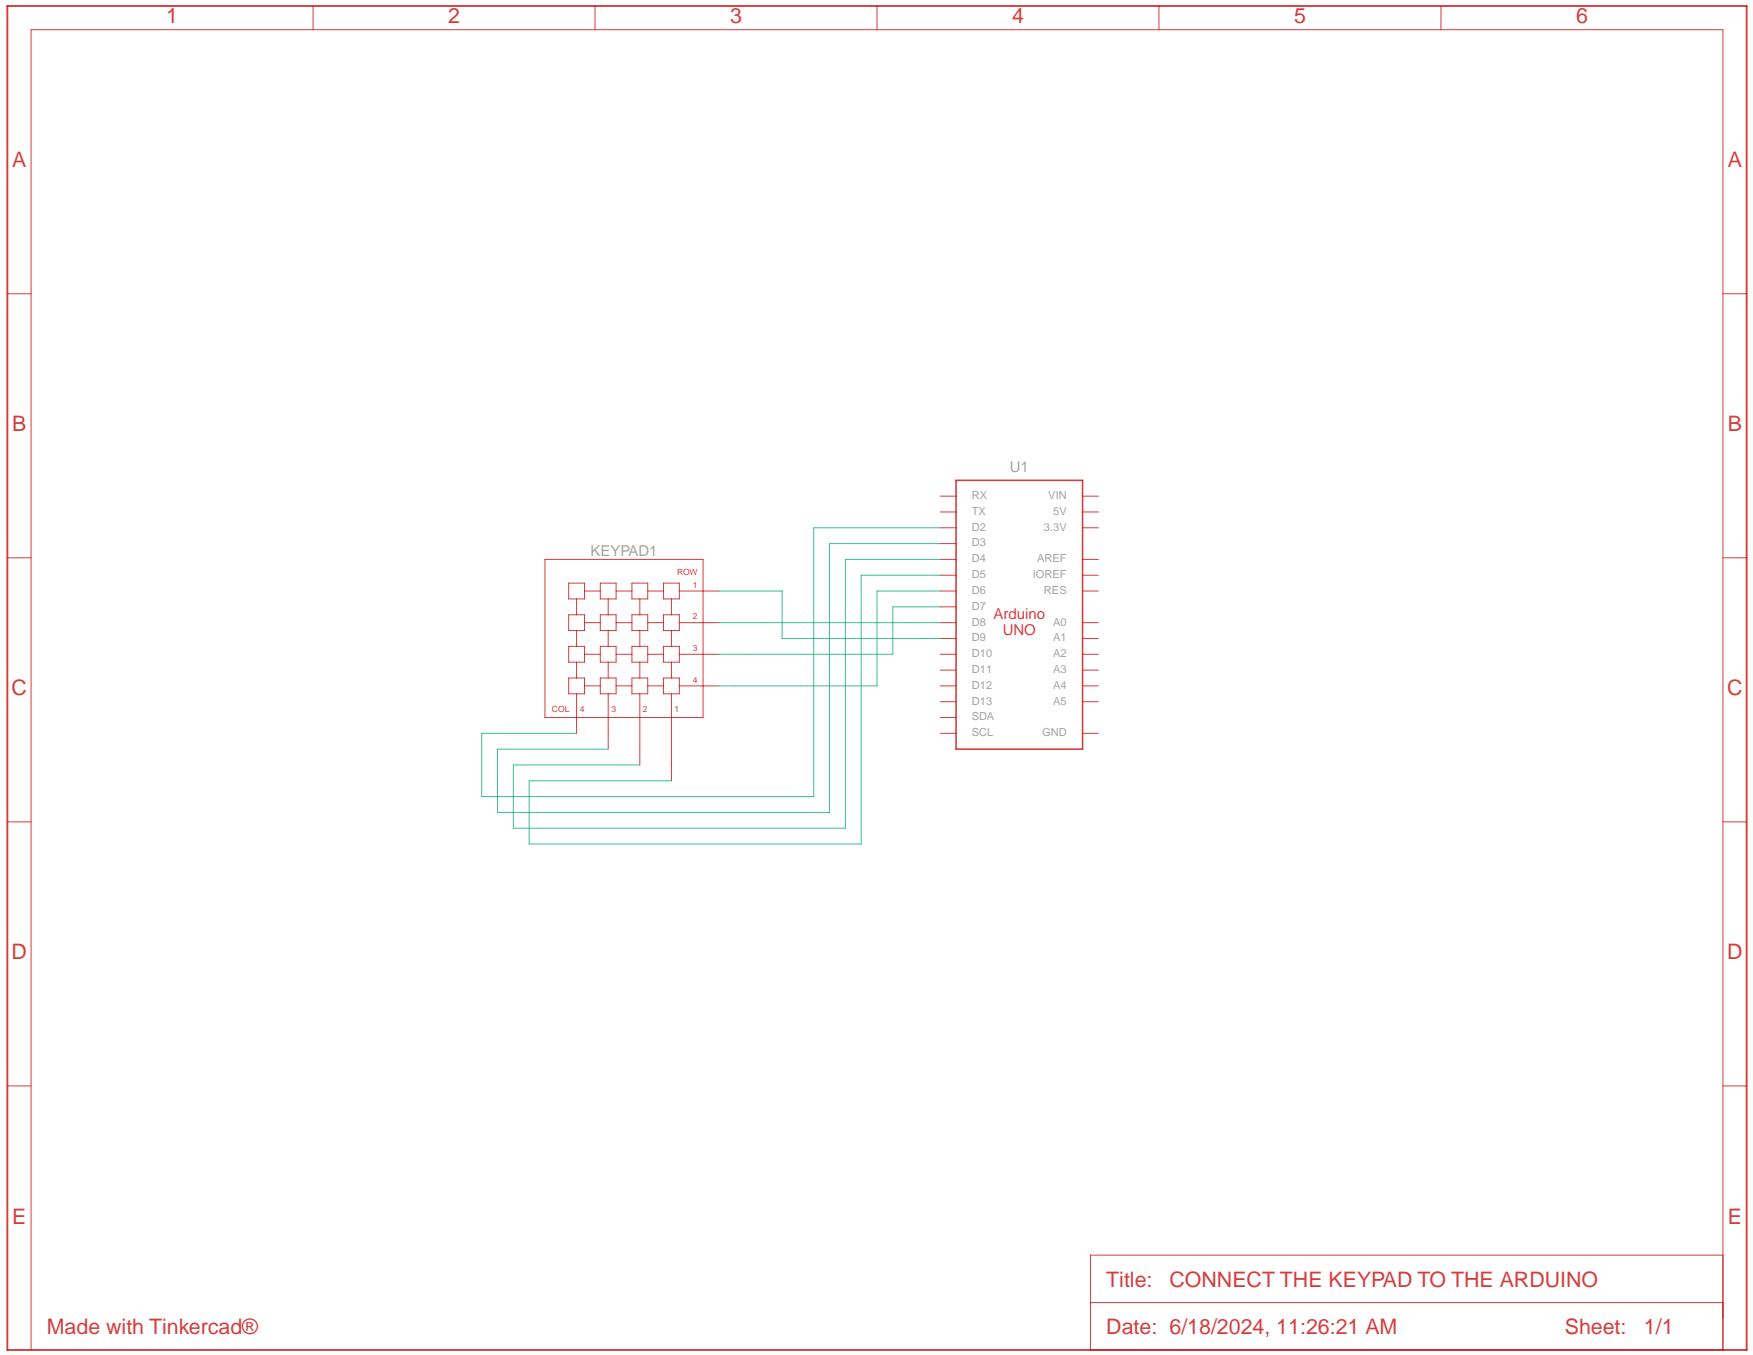 1 2 3 4 5 6
A A
B B
U1
RX VIN
TX 5V
D2 3.3V
D3
KEYPAD1
D4 AREF
D5 IOREF
ROW
1
D6 RES
D7
Arduino
2
D8 A0
UNO
D9 A1
3
D10 A2
D11 A3
4
D12 A4
C C
D13 A5
COL 4 3 2 1
SDA
SCL GND
D D
E E
Title: CONNECT THE KEYPAD TO THE ARDUINO
Made with Tinkercad®
Date: 6/18/2024, 11:26:21 AM Sheet: 1/1